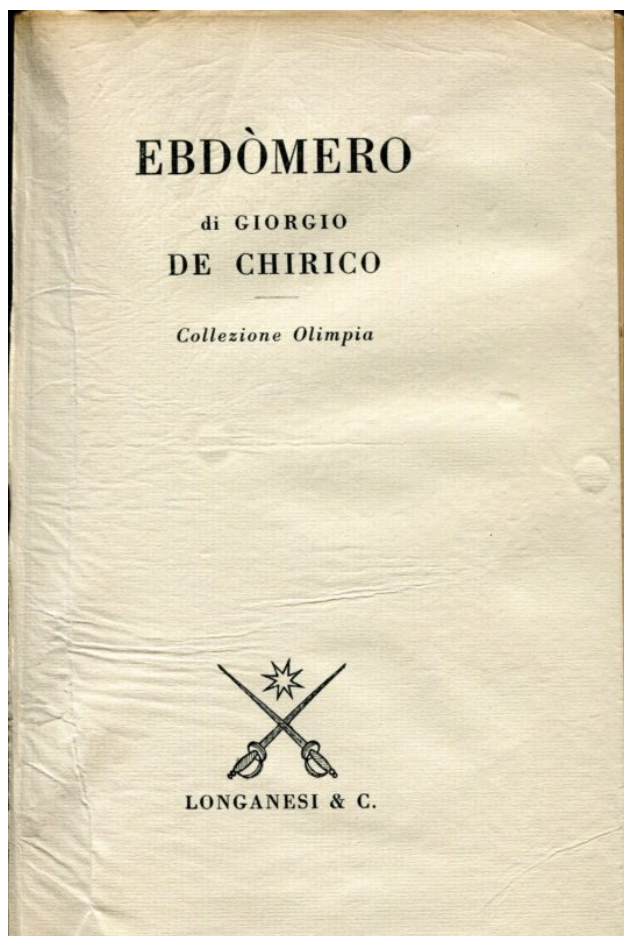 EBDÒMERO
di GIORGIO
DE CHIRICO
Collezione Olimpia
LONGANESI & C.